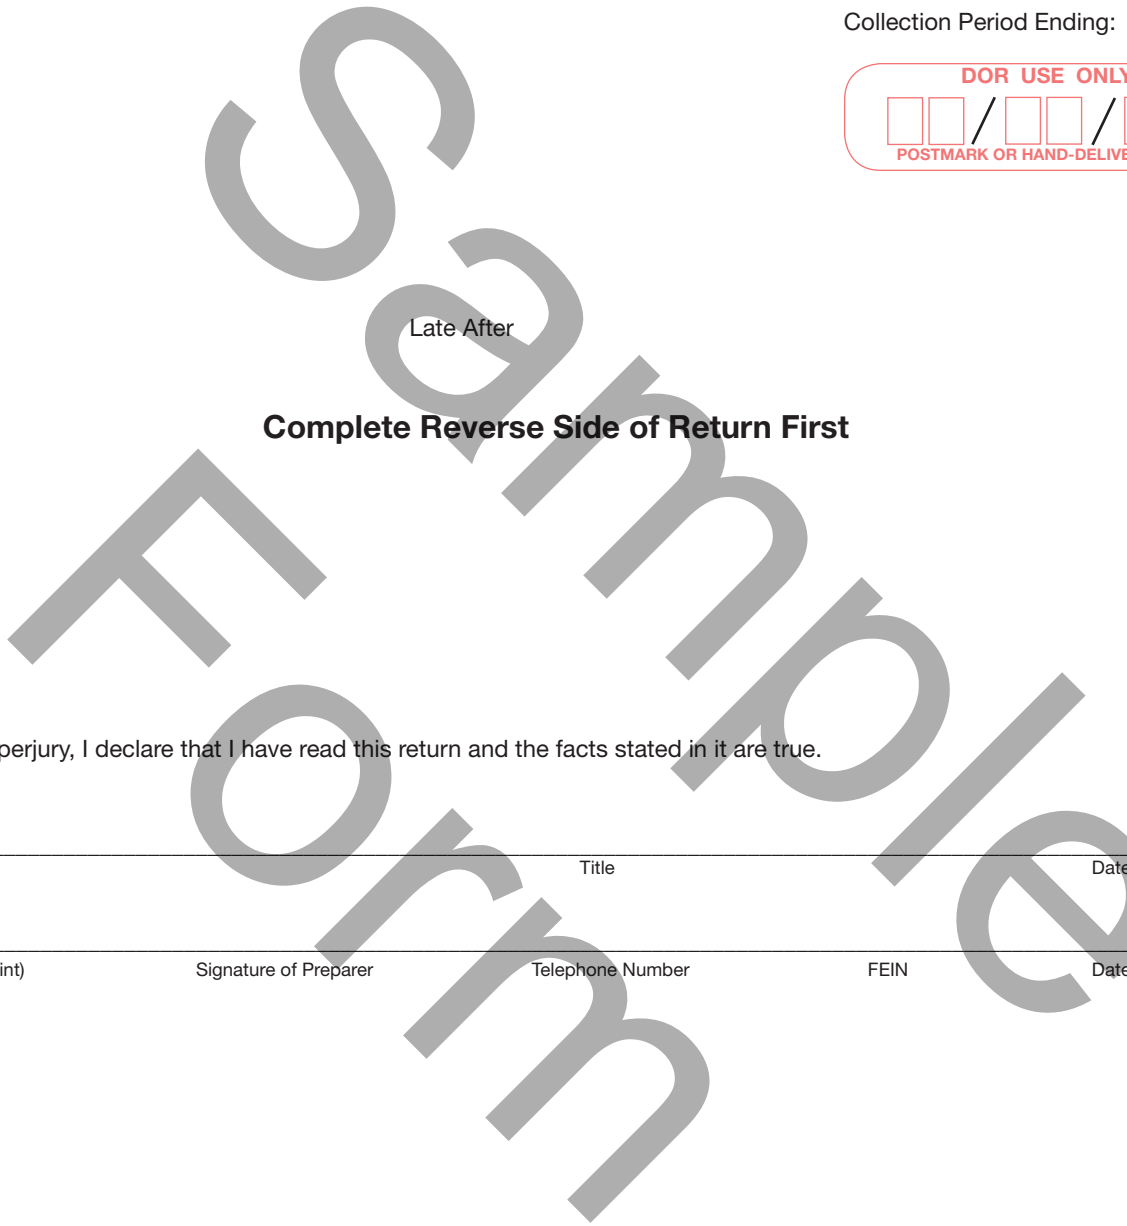 Collection Period Ending:
DOR USE ONLY
POSTMARK OR HAND-DELIVE
Late After
Complete Reverse Side of Return First
perjury, I declare that I have read this return and the facts stated in it are true.
Title Date
int) Signature of Preparer Telephone Number FEIN Date
Sample
Form